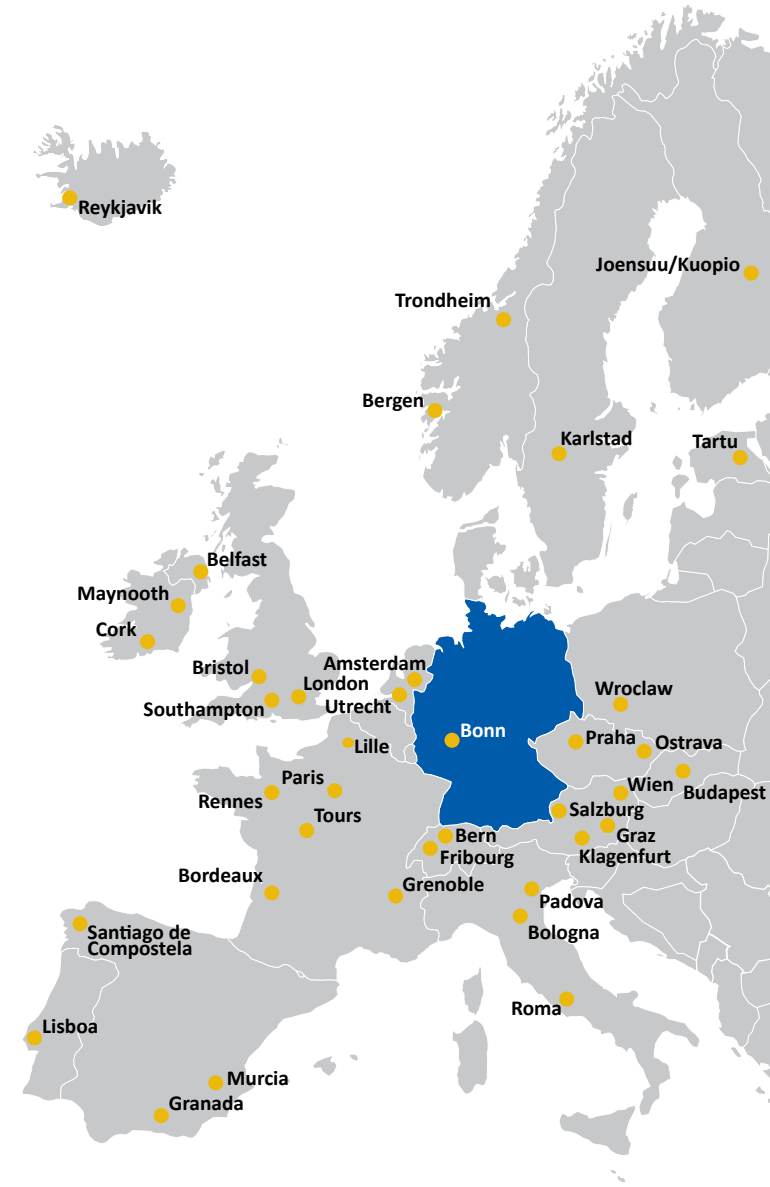 Reykjavik
Joensuu/Kuopio
Trondheim
Bergen
Karlstad
Tartu
Belfast
Maynooth
Cork
Bristol
Amsterdam
London
Utrecht
Southampton
Wroclaw
Bonn
Praha
Ostrava
Lille
Budapest
Paris
Wien
Rennes
Salzburg
Tours
Graz
Bern
Klagenfurt
Fribourg
Bordeaux
Grenoble
Padova
Santiago de
Compostela
Bologna
Roma
Lisboa
Murcia
Granada